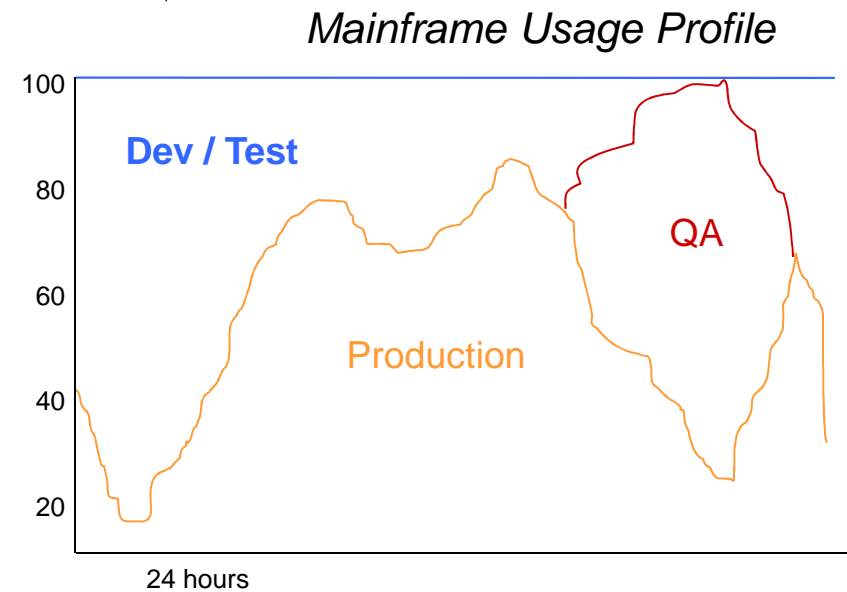 Mainframe Usage Profile
100
Dev / Test
80
QA
60
Production
40
20
24 hours